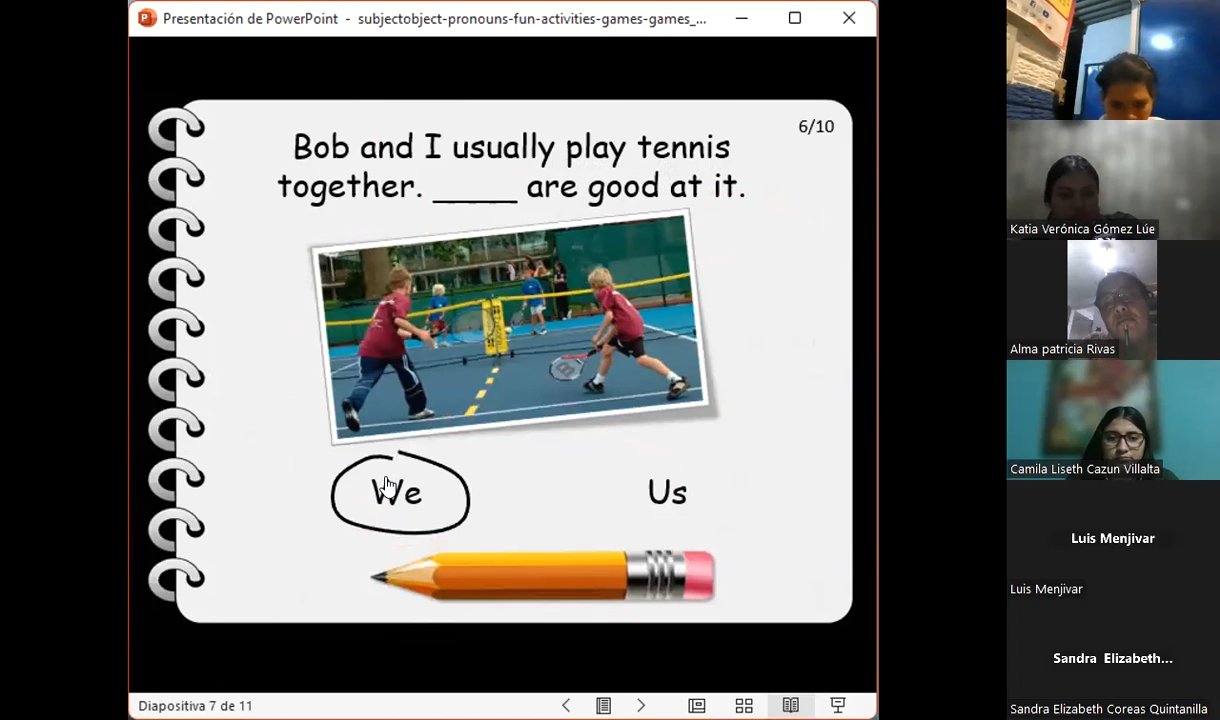 Presentación de PowerPoint - subjectobject-pronouns-fun-activities-games-games_...
6/10
Bob and I usually play tennis
together. _____ are good at it.
We
Us
Diapositiva 7 de 11
Katia Verónica Gómez Lúe
Alma patricia Rivas
Camila Liseth Cazun Villalta
Luis Menjivar
Luis Menjivar
Sandra Elizabeth...
Sandra Elizabeth Coreas Quintanilla